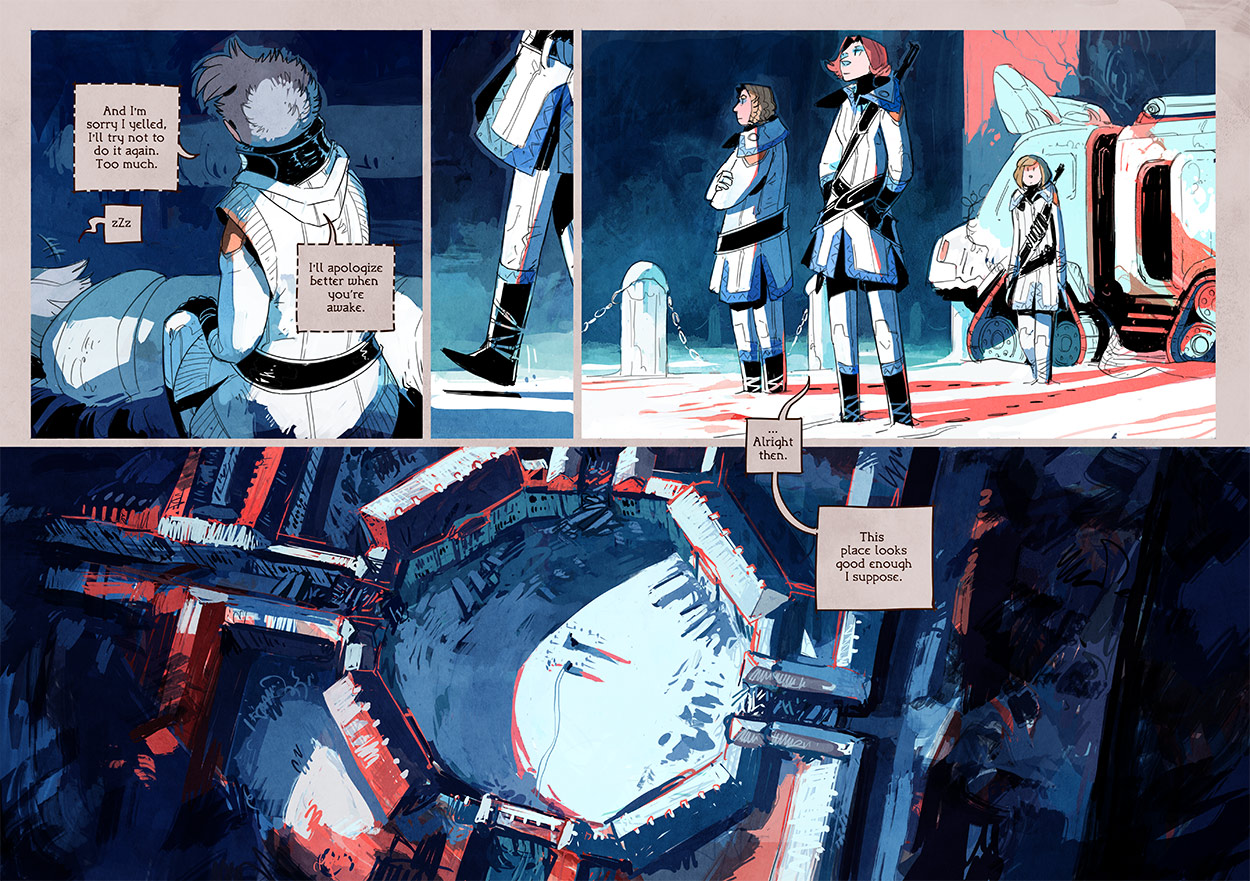 And I'm
sorry I yelled,
I'll try not to
do it again.
Too much.
zZz
I'll apologize
better when
you're
awake.
...
Alright
then.
This
place looks
good enough
I suppose.